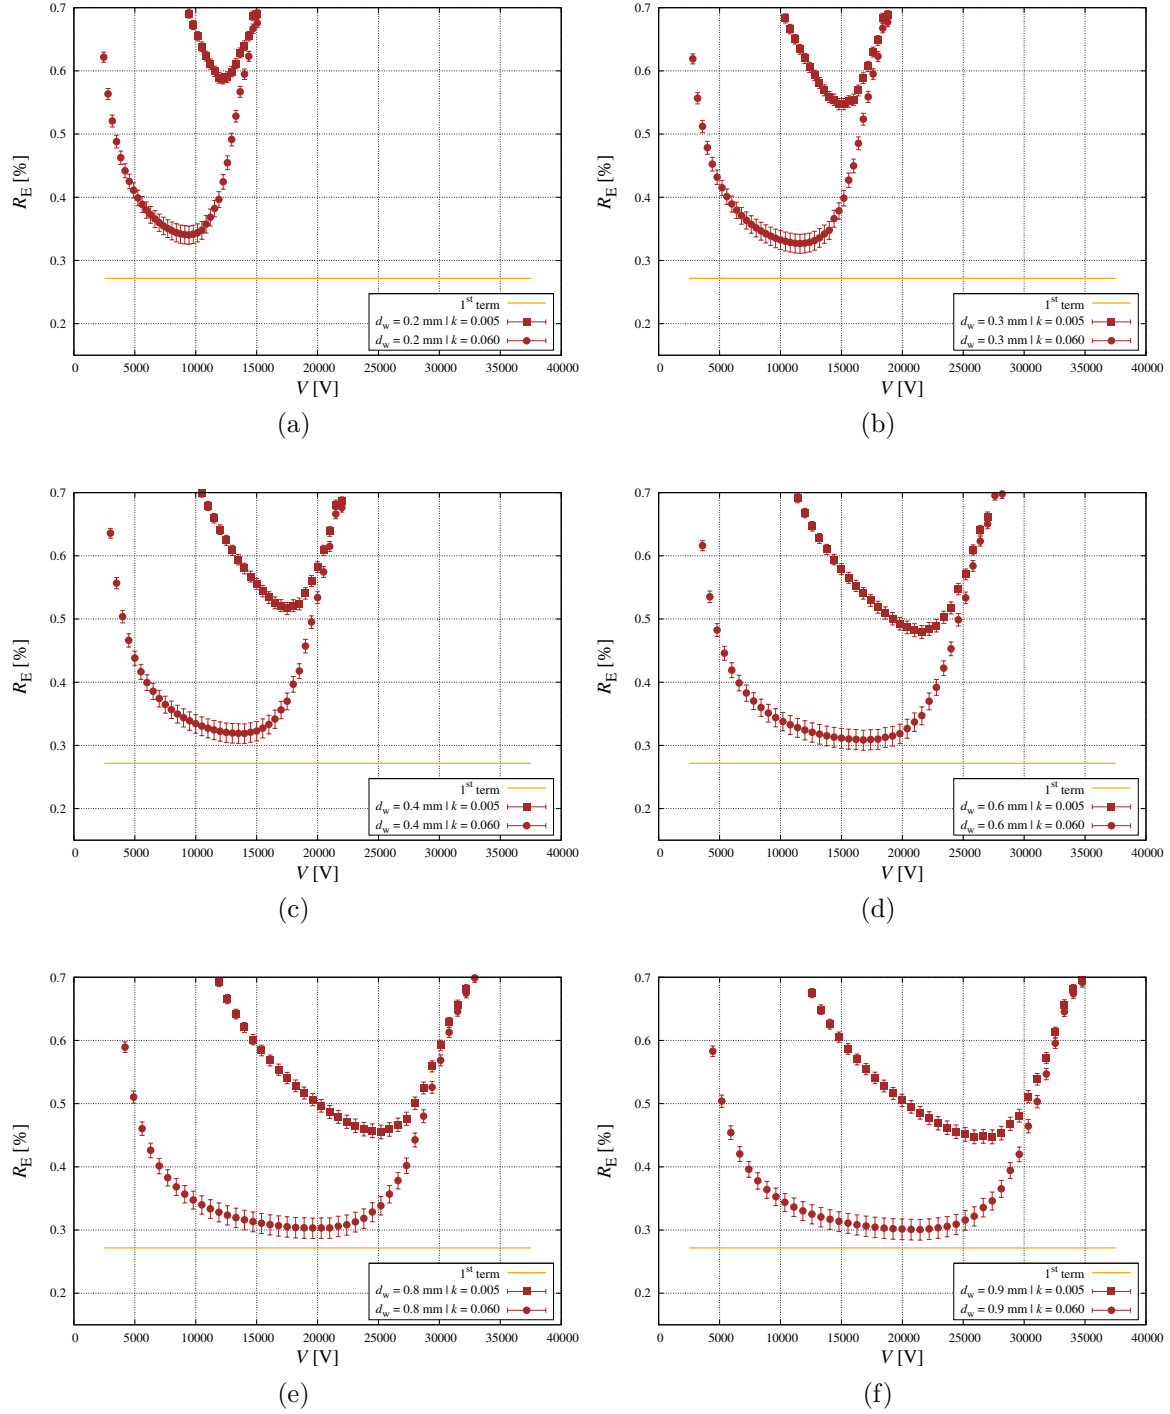 0.7
0.6
0.5
0.4
0.3
0.2
R_E [%]
1st term
d_w = 0.2 mm | k = 0.005
d_w = 0.2 mm | k = 0.060
0 5000 10000 15000 20000 25000 30000 35000 40000
V [V]
(a)
0.7
0.6
0.5
0.4
0.3
0.2
R_E [%]
1st term
d_w = 0.3 mm | k = 0.005
d_w = 0.3 mm | k = 0.060
0 5000 10000 15000 20000 25000 30000 35000 40000
V [V]
(b)
0.7
0.6
0.5
0.4
0.3
0.2
R_E [%]
1st term
d_w = 0.4 mm | k = 0.005
d_w = 0.4 mm | k = 0.060
0 5000 10000 15000 20000 25000 30000 35000 40000
V [V]
(c)
0.7
0.6
0.5
0.4
0.3
0.2
R_E [%]
1st term
d_w = 0.6 mm | k = 0.005
d_w = 0.6 mm | k = 0.060
0 5000 10000 15000 20000 25000 30000 35000 40000
V [V]
(d)
0.7
0.6
0.5
0.4
0.3
0.2
R_E [%]
1st term
d_w = 0.8 mm | k = 0.005
d_w = 0.8 mm | k = 0.060
0 5000 10000 15000 20000 25000 30000 35000 40000
V [V]
(e)
0.7
0.6
0.5
0.4
0.3
0.2
R_E [%]
1st term
d_w = 0.9 mm | k = 0.005
d_w = 0.9 mm | k = 0.060
0 5000 10000 15000 20000 25000 30000 35000 40000
V [V]
(f)